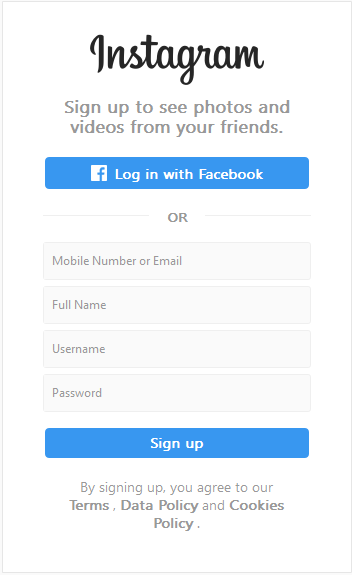 Instagram
Sign up to see photos and
videos from your friends.
Log in with Facebook
OR
Mobile Number or Email
Full Name
Username
Password
Sign up
By signing up, you agree to our
Terms , Data Policy and Cookies
Policy .